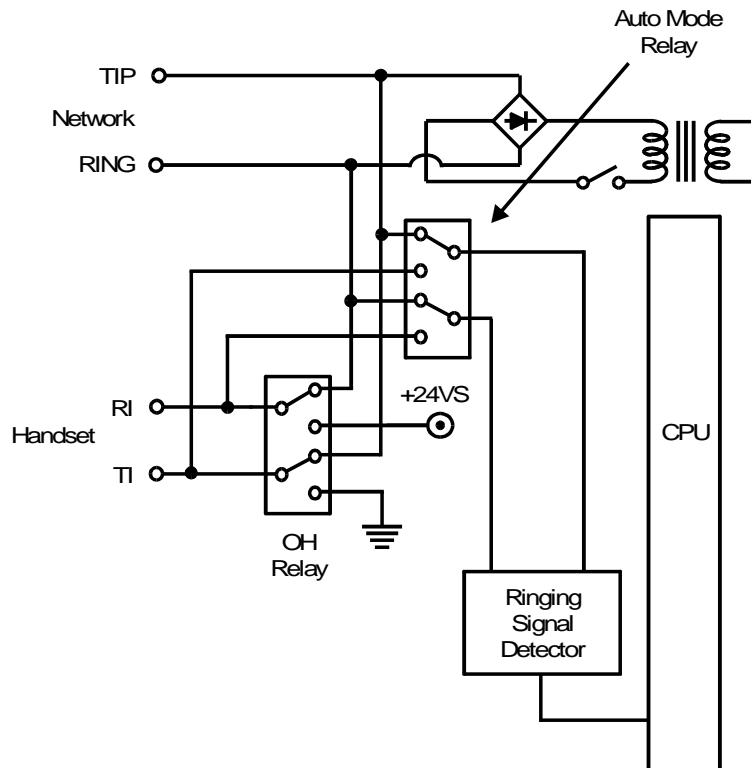 Auto Mode
Relay
TIP
Network
RING
RI
Handset
TI
+24VS
CPU
OH
Relay
Ringing
Signal
Detector